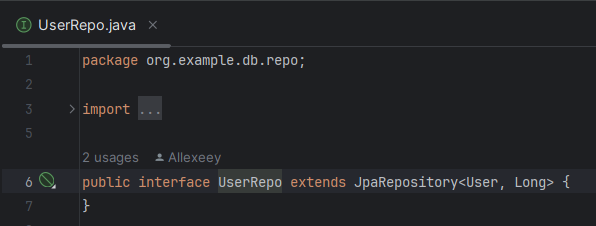 UserRepo.java
1 package org.example.db.repo;
2
3 import ...
5
2 usages Allexeey
6 public interface UserRepo extends JpaRepository<User, Long> {
7 }